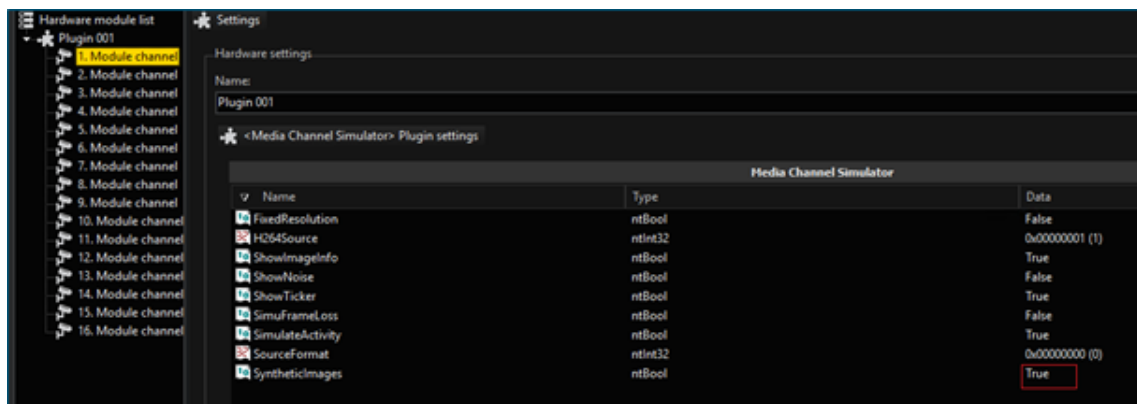 Hardware module list
Plugin 001
1. Module channel
2. Module channel
3. Module channel
4. Module channel
5. Module channel
6. Module channel
7. Module channel
8. Module channel
9. Module channel
10. Module channel
11. Module channel
12. Module channel
13. Module channel
14. Module channel
15. Module channel
16. Module channel
Settings
Hardware settings
Name:
Plugin 001
<Media Channel Simulator> Plugin settings
Media Channel Simulator
Name Type Data
FixedResolution ntBool False
H264Source ntInt32 0x00000001 (1)
ShowImageInfo ntBool True
ShowNoise ntBool False
ShowTicker ntBool True
SimuFrameLoss ntBool False
SimulateActivity ntBool True
SourceFormat ntInt32 0x00000000 (0)
SyntheticImages ntBool True